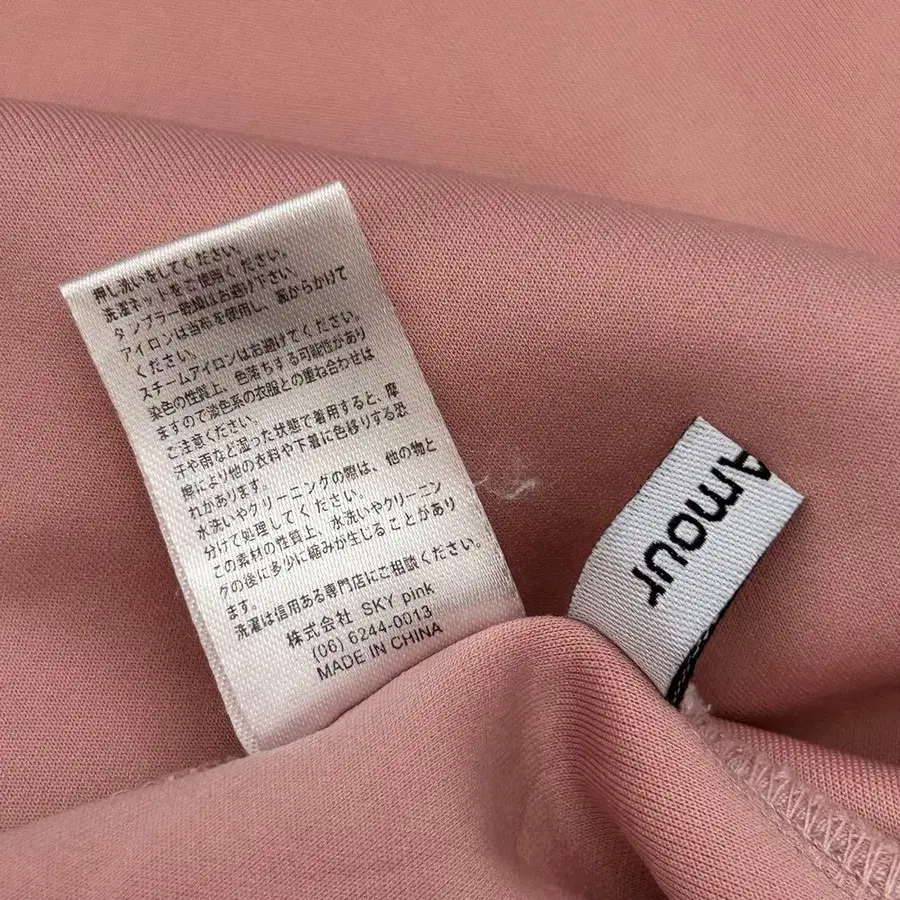 押し洗いをしてください。
洗濯ネットをご使用ください。
タンブラー乾燥はお避け下さい。
アイロンは当布を使用し、裏からかけて
ください。
スチームアイロンはお避けてください。
染色の性質上、色落ちする可能性があり
ますので淡色系の衣服との重ね合わせは
ご注意ください。
汗や雨など湿った状態で着用すると、摩
擦により他の衣料や下着に色移りする恐
れがあります。
水洗いやクリーニングの際は、他の物と
分けて処理してください。
この素材の性質上、水洗いやクリーニン
グの後に多少に縮みが生じることがあり
ます。
洗濯は信用ある専門店にご相談ください。
株式会社 SKY pink
(06) 6244-0013
MADE IN CHINA
Amour